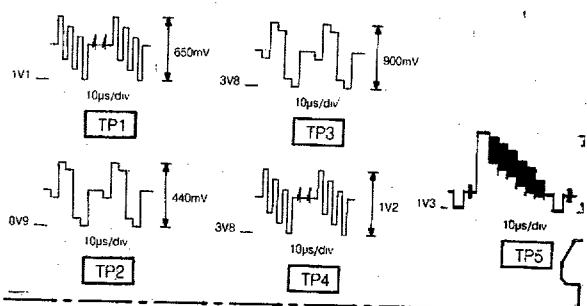 650mV
1V1
10µs/div
TP1
900mV
3V8
10µs/div
TP3
440mV
0V9
10µs/div
TP2
1V2
3V8
10µs/div
TP4
1V3
10µs/div
TP5